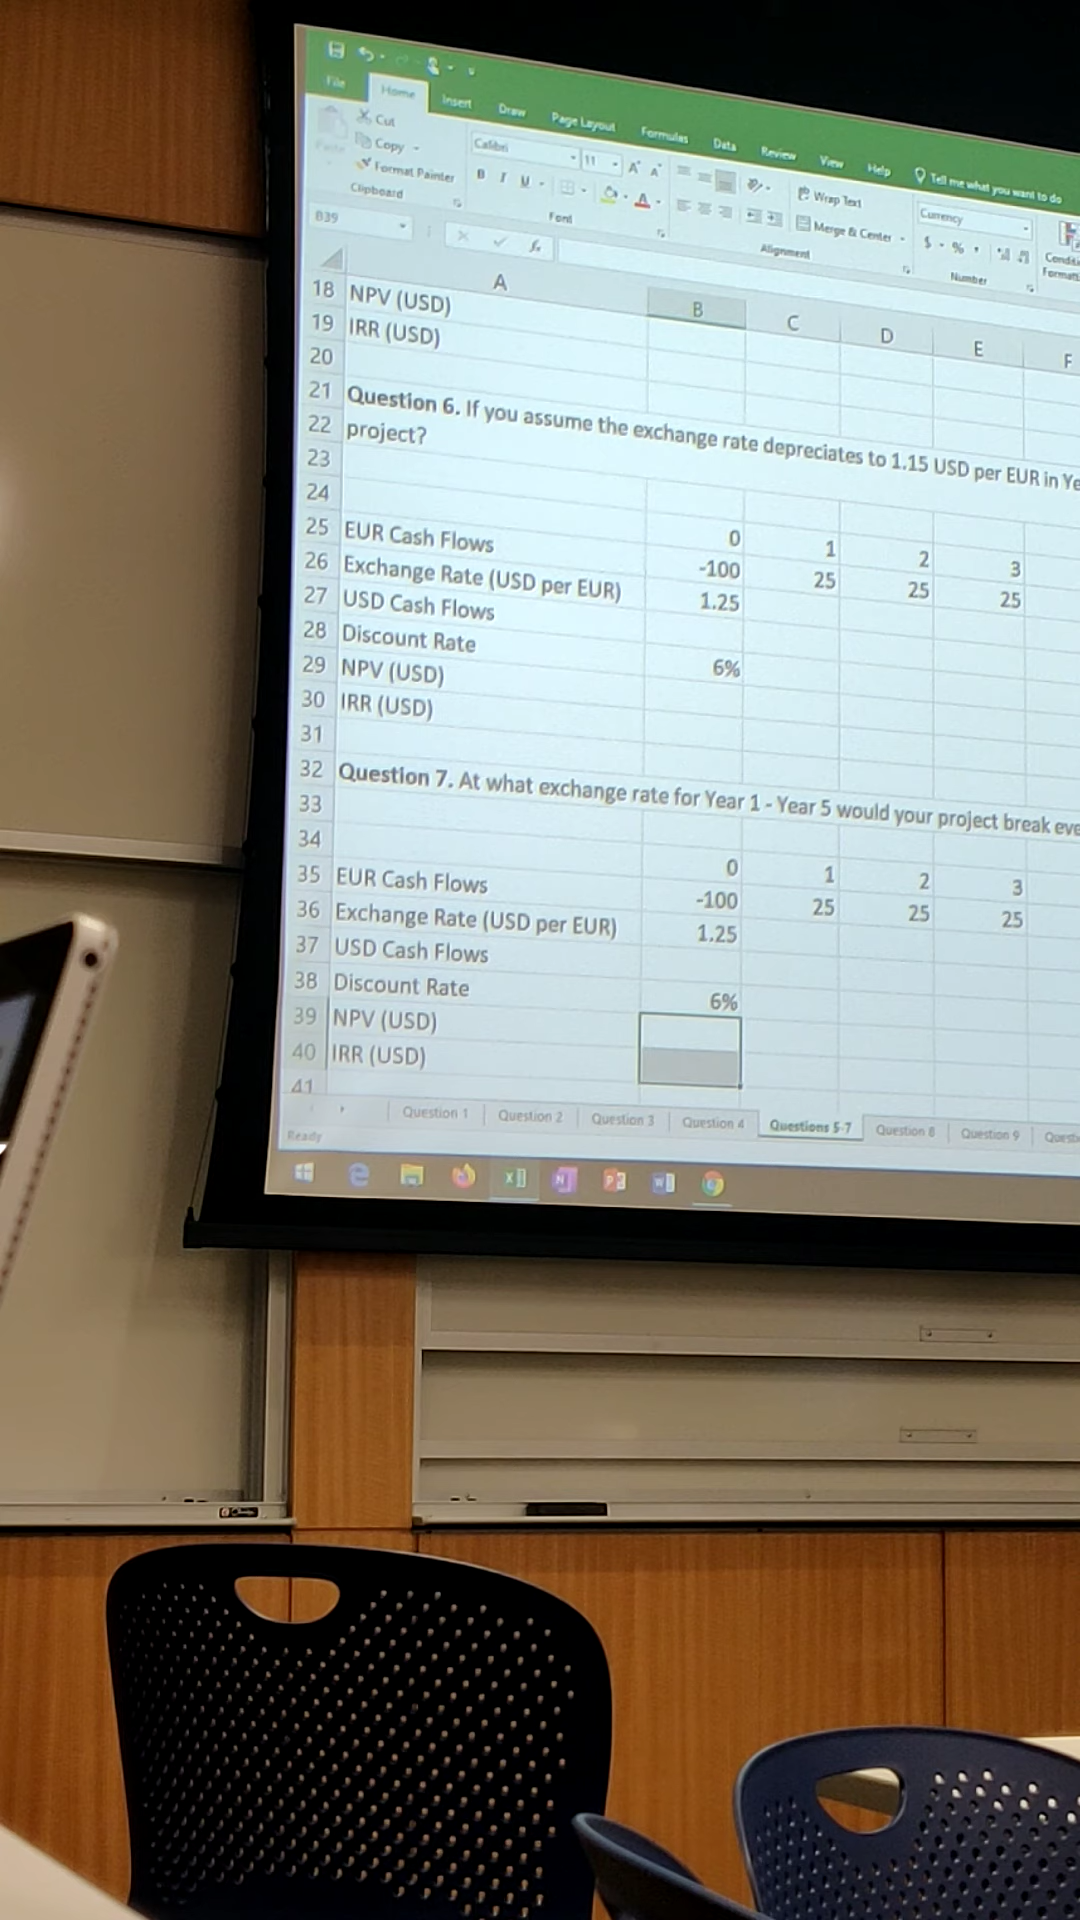 File Home Insert Draw Page Layout Formulas Data Review View Help Tell me what you want to do
Cut
Copy
Format Painter
Clipboard
Calibri 11
B I U
Font
Wrap Text
Merge & Center
Alignment
Currency
$ % ,
Number
B39
A B C D E F
18 NPV (USD)
19 IRR (USD)
20
21 Question 6. If you assume the exchange rate depreciates to 1.15 USD per EUR in Ye
22 project?
23
24 0 1 2 3
25 EUR Cash Flows -100 25 25 25
26 Exchange Rate (USD per EUR) 1.25
27 USD Cash Flows
28 Discount Rate 6%
29 NPV (USD)
30 IRR (USD)
31
32 Question 7. At what exchange rate for Year 1 - Year 5 would your project break eve
33
34 0 1 2 3
35 EUR Cash Flows -100 25 25 25
36 Exchange Rate (USD per EUR) 1.25
37 USD Cash Flows
38 Discount Rate 6%
39 NPV (USD)
40 IRR (USD)
41
Question 1 Question 2 Question 3 Question 4 Questions 5-7 Question 8 Question 9
Ready